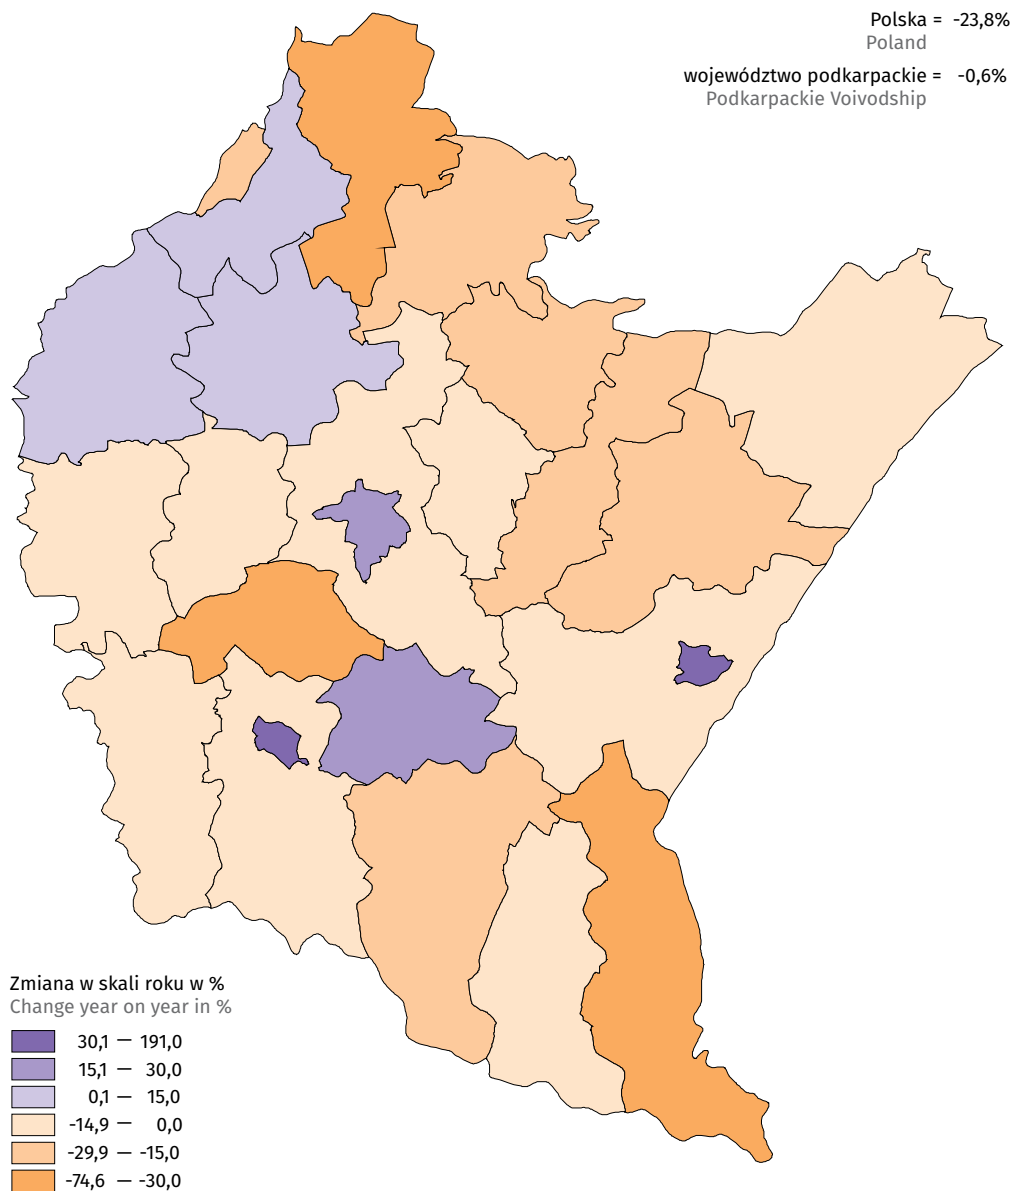 Polska = -23,8%
Poland
województwo podkarpackie = -0,6%
Podkarpackie Voivodship
Zmiana w skali roku w %
Change year on year in %
30,1 — 191,0
15,1 — 30,0
0,1 — 15,0
-14,9 — 0,0
-29,9 — -15,0
-74,6 — -30,0